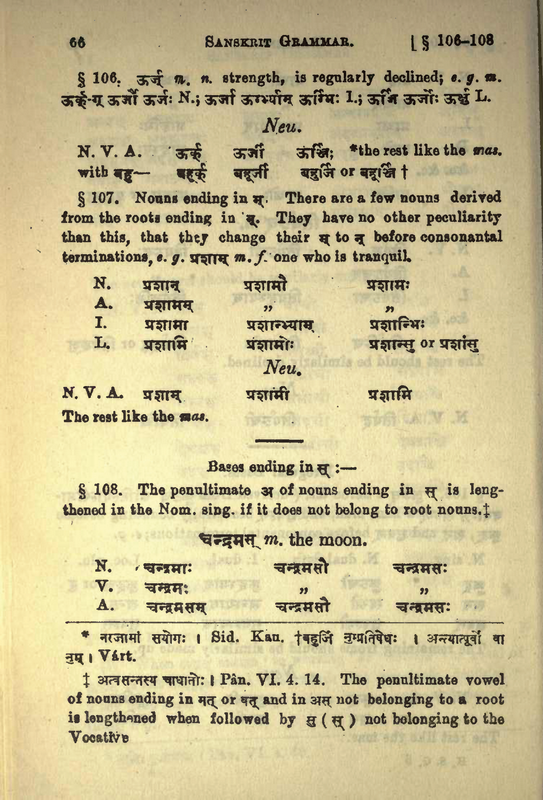 66 SANSKRIT GRAMMAR. [ § 106-108
§ 106. ऊर्ज् m. n. strength, is regularly declined; e. g. m.
ऊर्क्-र्ग् ऊर्जौ ऊर्जः N.; ऊर्जा ऊर्ग्भ्याम् ऊर्ग्भिः I.; ऊर्जि ऊर्जोः ऊर्क्षु L.
Neu.
N. V. A. ऊर्क् ऊर्जी ऊंर्जि; *the rest like the mas.
with बहु— बहूर्क् बहूर्जी बहूर्जि or बहूंर्जि †
§ 107. Nouns ending in म्. There are a few nouns derived
from the roots ending in म्. They have no other peculiarity
than this, that they change their म् to न् before consonantal
terminations, e. g. प्रशाम् m. f. one who is tranquil.
N. प्रशान् प्रशामौ प्रशामः
A. प्रशामम् „ „
I. प्रशामा प्रशान्भ्याम् प्रशान्भिः
L. प्रशामि प्रशामोः प्रशान्सु or प्रशांसु
Neu.
N. V. A. प्रशाम् प्रशामी प्रशामि
The rest like the mas.
Bases ending in स् :—
§ 108. The penultimate अ of nouns ending in स् is leng-
thened in the Nom. sing. if it does not belong to root nouns.‡
चन्द्रमस् m. the moon.
N. चन्द्रमाः चन्द्रमसौ चन्द्रमसः
V. चन्द्रमः „ „
A. चन्द्रमसम् चन्द्रमसौ चन्द्रमसः
* नरजानां संयोगः । Sid. Kau. †बहूर्जि नुम्प्रतिषेधः । अन्त्यात्पूर्वो वा
नुम् । Várt.
‡ अत्वसन्तस्य चाधातोः । Pân. VI. 4. 14. The penultimate vowel
of nouns ending in मत् or वत् and in अस् not belonging to a root
is lengthened when followed by सु ( स् ) not belonging to the
Vocative